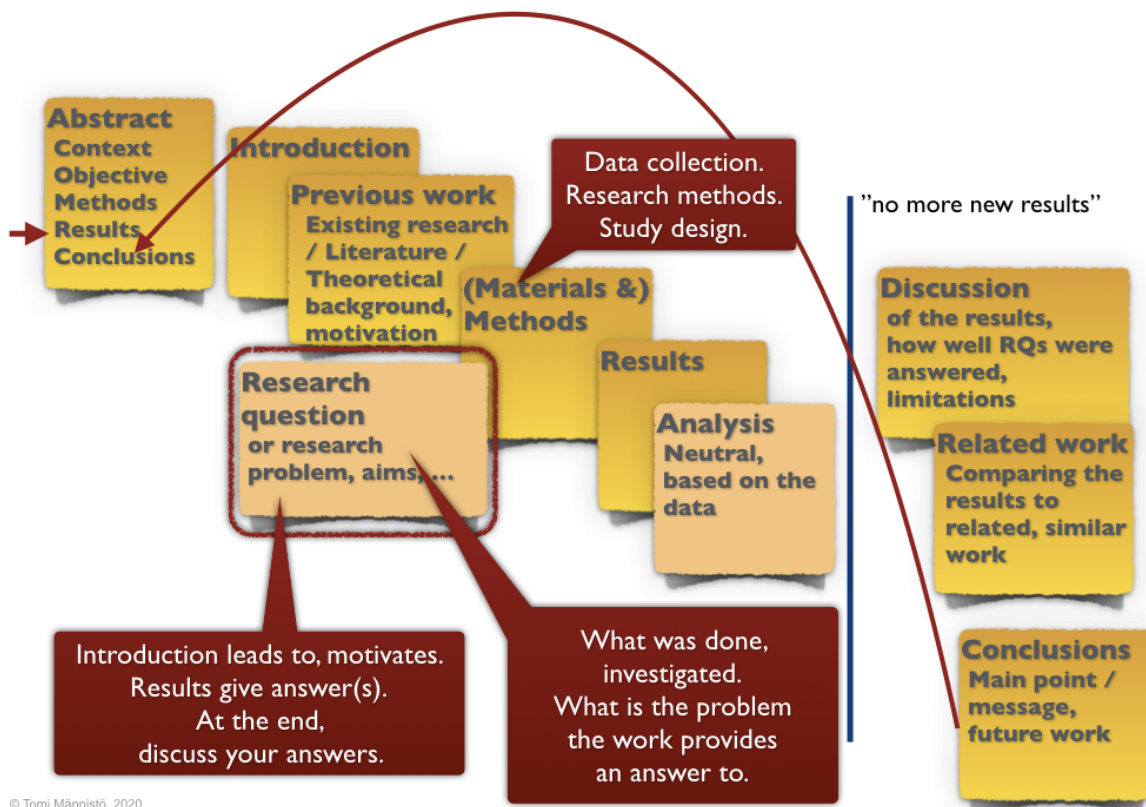 Abstract
Context
Objective
Methods
Results
Conclusions
Introduction
Previous work
Existing research
/ Literature /
Theoretical
background,
motivation
Data collection.
Research methods.
Study design.
(Materials &)
Methods
Research
question
or research
problem, aims, ...
Results
Analysis
Neutral,
based on the
data
Introduction leads to, motivates.
Results give answer(s).
At the end,
discuss your answers.
What was done,
investigated.
What is the problem
the work provides
an answer to.
"no more new results"
Discussion
of the results,
how well RQs were
answered,
limitations
Related work
Comparing the
results to
related, similar
work
Conclusions
Main point /
message,
future work
© Tomi Männistö, 2020